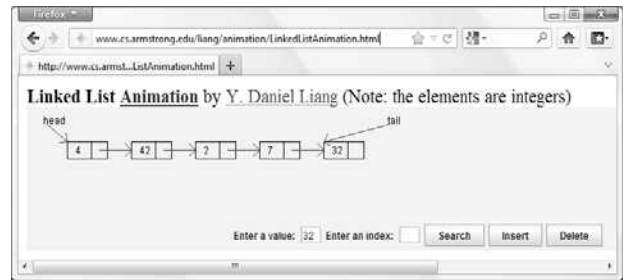 Firefox
www.cs.armstrong.edu/liang/animation/LinkedListAnimation.html
http://www.cs.armst...ListAnimation.html +
Linked List Animation by Y. Daniel Liang (Note: the elements are integers)
head tail
4 42 2 7 32
Enter a value: 32 Enter an index: Search Insert Delete